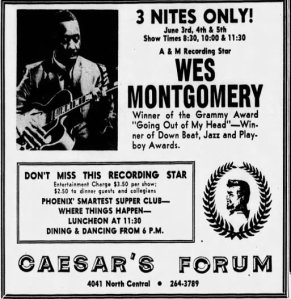 3 NITES ONLY!
June 3rd, 4th & 5th
Show Times 8:30, 10:00 & 11:30
A & M Recording Star
WES
MONTGOMERY
Winner of the Grammy Award
"Going Out of My Head"—Win-
ner of Down Beat, Jazz and Play-
boy Awards.
DON'T MISS THIS RECORDING STAR
Entertainment Charge $3.50 per show;
$2.50 to dinner guests and collegians
PHOENIX' SMARTEST SUPPER CLUB—
WHERE THINGS HAPPEN—
LUNCHEON AT 11:30
DINING & DANCING FROM 6 P.M.
CAESAR'S FORUM
4041 North Central • 264-3789